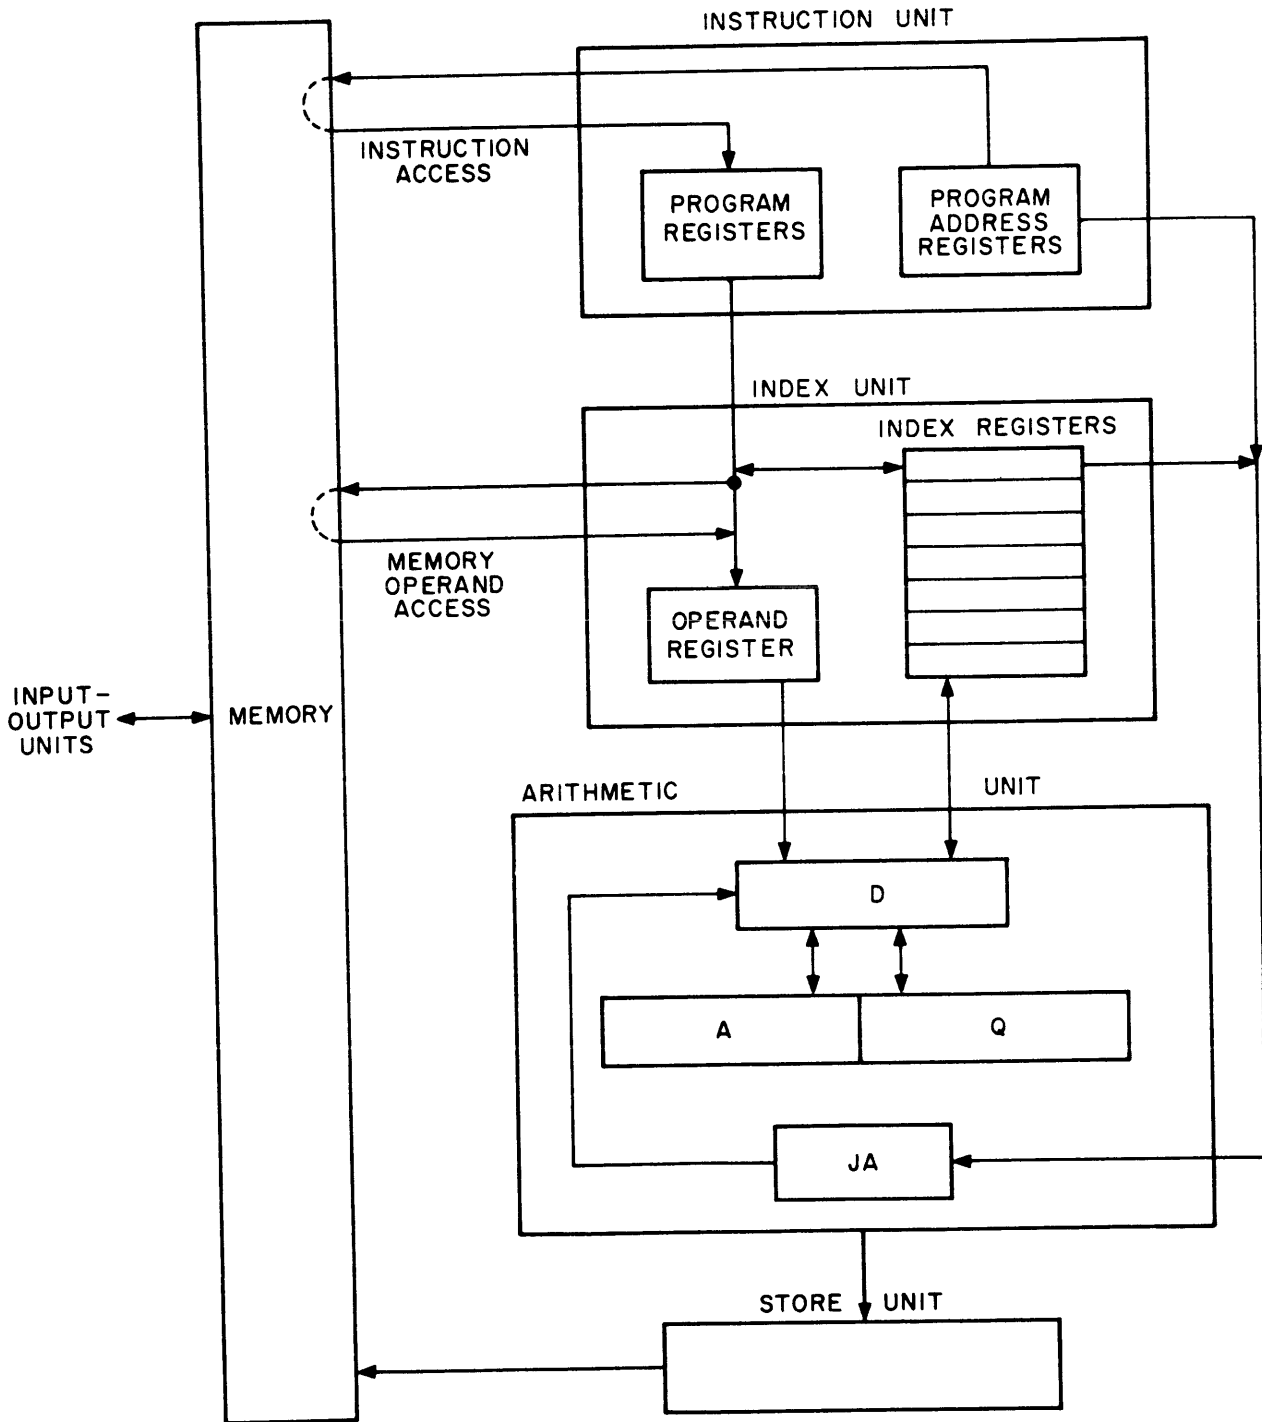 INSTRUCTION UNIT
INSTRUCTION
ACCESS
PROGRAM
REGISTERS
PROGRAM
ADDRESS
REGISTERS
INDEX UNIT
INDEX REGISTERS
MEMORY
OPERAND
ACCESS
OPERAND
REGISTER
INPUT-
OUTPUT
UNITS
MEMORY
ARITHMETIC UNIT
D
A
Q
JA
STORE UNIT